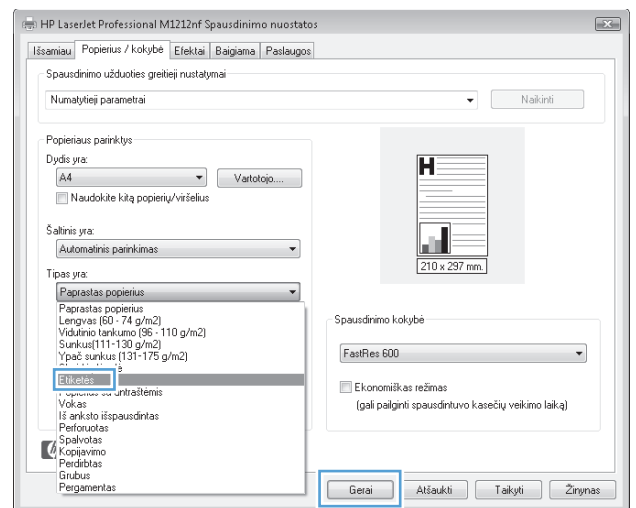 HP LaserJet Professional M1212nf Spausdinimo nuostatos
Išsamiau Popierius / kokybė Efektai Baigiama Paslaugos
Spausdinimo užduoties greitieji nustatymai
Numatytieji parametrai
Naikinti
Popieriaus parinktys
Dydis yra:
A4
Vartotojo....
Naudokite kitą popierių/viršelius
Šaltinis yra:
Automatinis parinkimas
Tipas yra:
Paprastas popierius
Paprastas popierius
Lengvas (60 - 74 g/m2)
Vidutinio tankumo (96 - 110 g/m2)
Sunkus(111-130 g/m2)
Ypač sunkus (131-175 g/m2)
Etiketės
Popierius su antraštėmis
Vokas
Iš anksto išspausdintas
Perforuotas
Spalvotas
Kopijavimo
Perdirbtas
Grubus
Pergamentas
H
210 x 297 mm.
Spausdinimo kokybė
FastRes 600
Ekonomiškas režimas
(gali pailginti spausdintuvo kasečių veikimo laiką)
Gerai Atšaukti Taikyti Žinynas